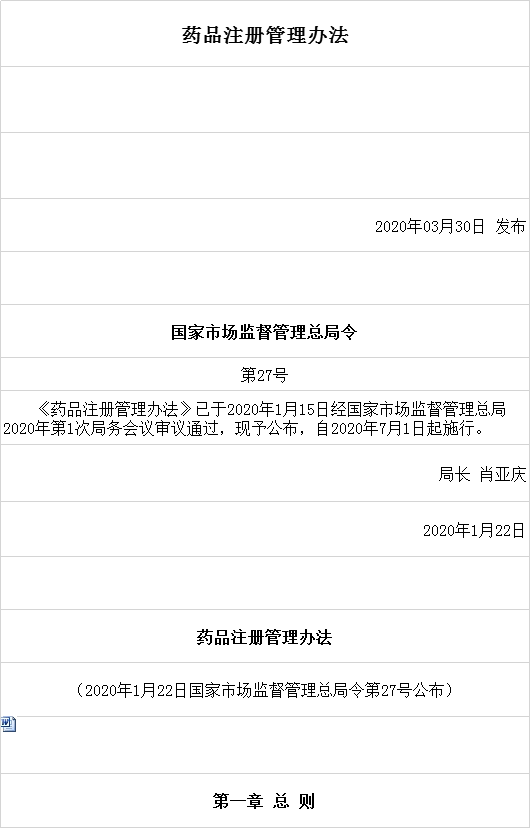 药品注册管理办法
2020年03月30日 发布
国家市场监督管理总局令
第27号
《药品注册管理办法》已于2020年1月15日经国家市场监督管理总局
2020年第1次局务会议审议通过，现予公布，自2020年7月1日起施行。
局长 肖亚庆
2020年1月22日
药品注册管理办法
（2020年1月22日国家市场监督管理总局令第27号公布）
第一章 总 则